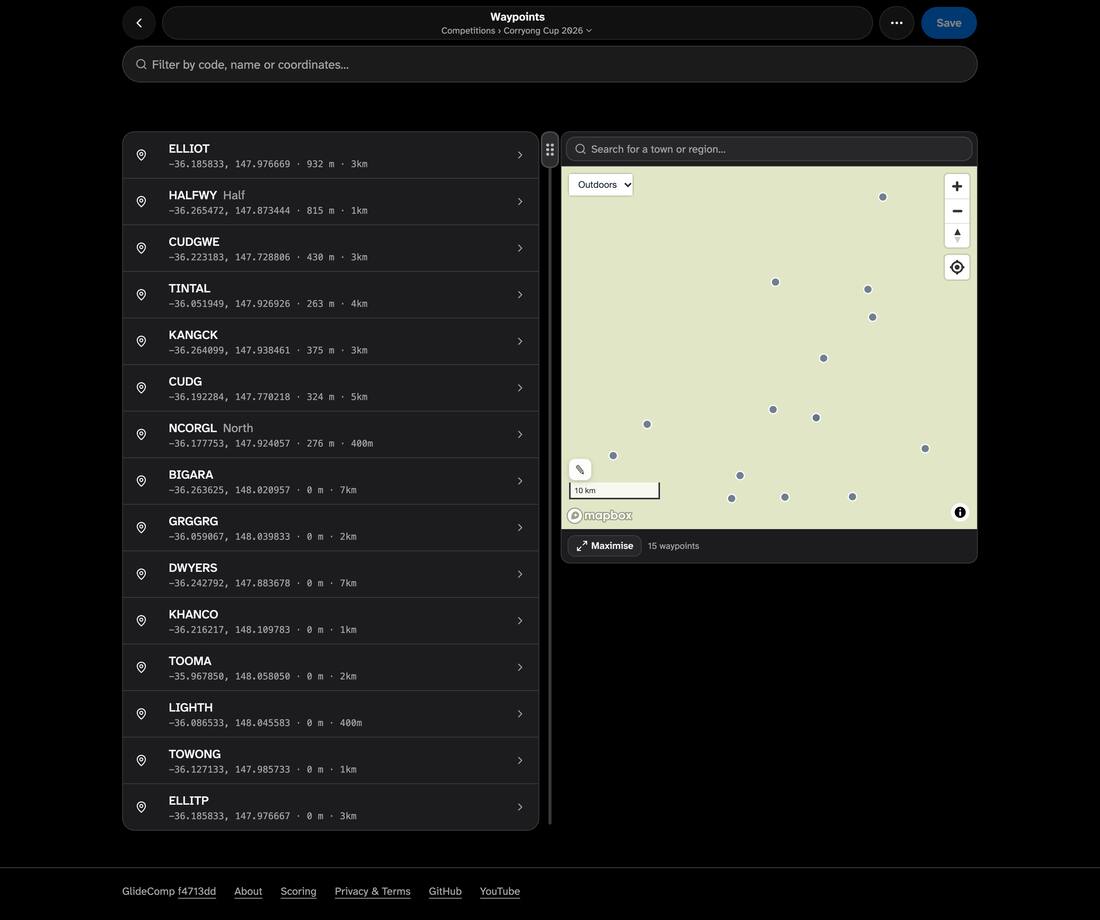 Waypoints
Competitions › Corryong Cup 2026
Save
Filter by code, name or coordinates...
ELLIOT
-36.185833, 147.976669 · 932 m · 3km
HALFWY Half
-36.265472, 147.873444 · 815 m · 1km
CUDGWE
-36.223183, 147.728806 · 430 m · 3km
TINTAL
-36.051949, 147.926926 · 263 m · 4km
KANGCK
-36.264099, 147.938461 · 375 m · 3km
CUDG
-36.192284, 147.770218 · 324 m · 5km
NCORGL North
-36.177753, 147.924057 · 276 m · 400m
BIGARA
-36.263625, 148.020957 · 0 m · 7km
GRGGRG
-36.059067, 148.039833 · 0 m · 2km
DWYERS
-36.242792, 147.883678 · 0 m · 7km
KHANCO
-36.216217, 148.109783 · 0 m · 1km
TOOMA
-35.967850, 148.058050 · 0 m · 2km
LIGHTH
-36.086533, 148.045583 · 0 m · 400m
TOWONG
-36.127133, 147.985733 · 0 m · 1km
ELLITP
-36.185833, 147.976667 · 0 m · 3km
Search for a town or region...
Outdoors
10 km
mapbox
Maximise 15 waypoints
GlideComp f4713dd About Scoring Privacy & Terms GitHub YouTube